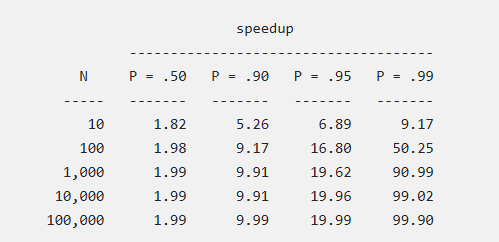 speedup
-------------------------------------
N P = .50 P = .90 P = .95 P = .99
----- ------- ------- ------- -------
10 1.82 5.26 6.89 9.17
100 1.98 9.17 16.80 50.25
1,000 1.99 9.91 19.62 90.99
10,000 1.99 9.91 19.96 99.02
100,000 1.99 9.99 19.99 99.90